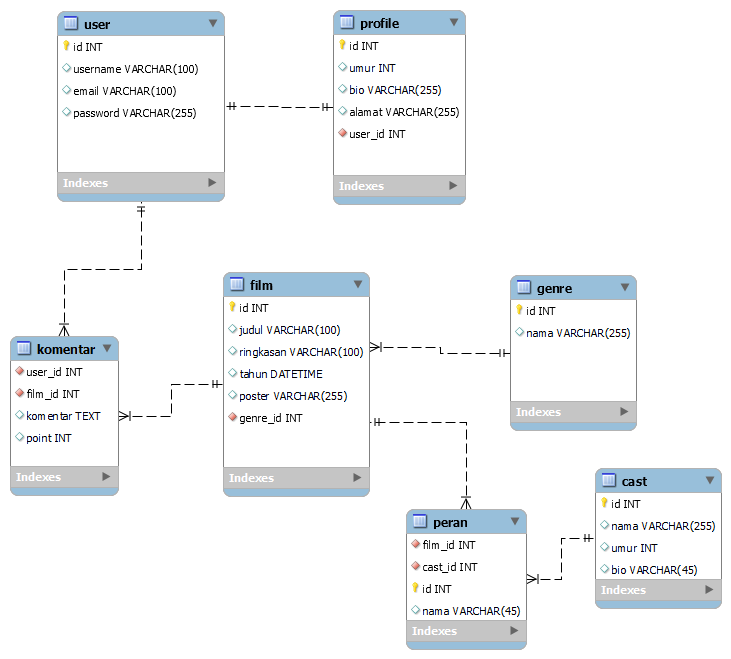 user
id INT
username VARCHAR(100)
email VARCHAR(100)
password VARCHAR(255)
Indexes
profile
id INT
umur INT
bio VARCHAR(255)
alamat VARCHAR(255)
user_id INT
Indexes
komentar
user_id INT
film_id INT
komentar TEXT
point INT
Indexes
film
id INT
judul VARCHAR(100)
ringkasan VARCHAR(100)
tahun DATETIME
poster VARCHAR(255)
genre_id INT
Indexes
genre
id INT
nama VARCHAR(255)
Indexes
peran
film_id INT
cast_id INT
id INT
nama VARCHAR(45)
Indexes
cast
id INT
nama VARCHAR(255)
umur INT
bio VARCHAR(45)
Indexes